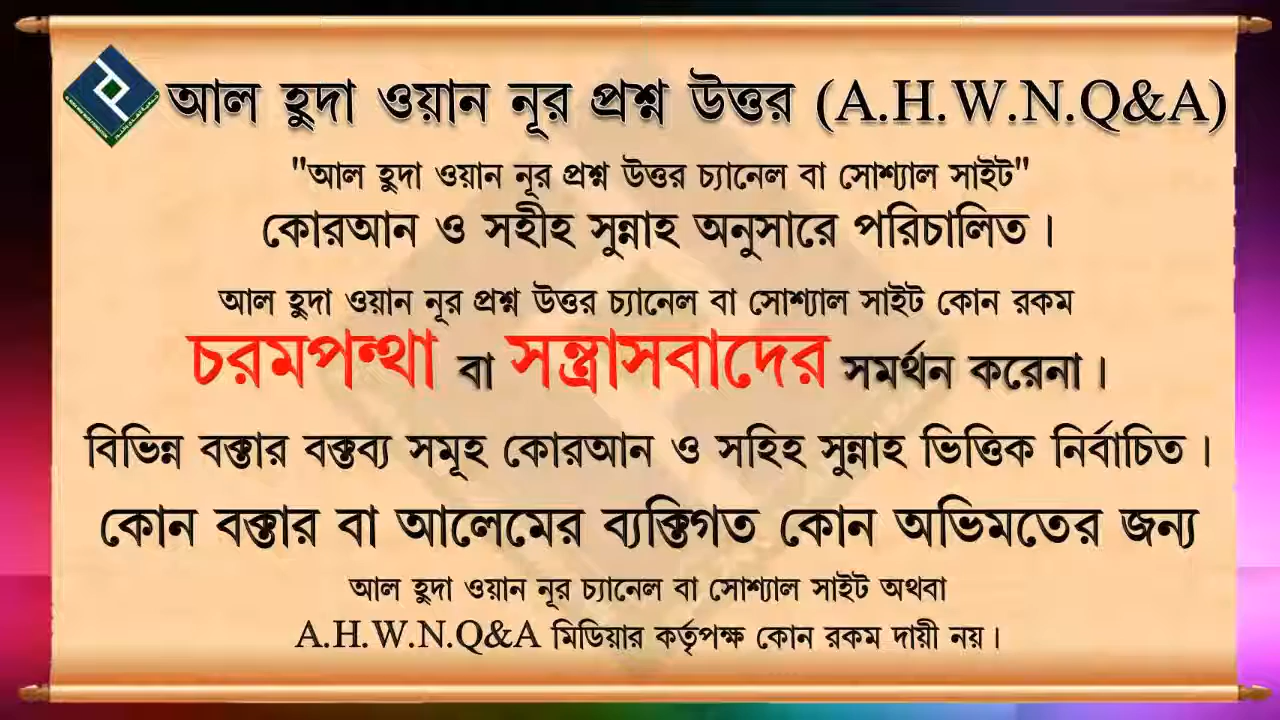 আল হুদা ওয়ান নূর প্রশ্ন উত্তর (A.H.W.N.Q&A)
"আল হুদা ওয়ান নূর প্রশ্ন উত্তর চ্যানেল বা সোশ্যাল সাইট"
কোরআন ও সহীহ সুন্নাহ অনুসারে পরিচালিত।
আল হুদা ওয়ান নূর প্রশ্ন উত্তর চ্যানেল বা সোশ্যাল সাইট কোন রকম
চরমপন্থা বা সন্ত্রাসবাদের সমর্থন করেনা।
বিভিন্ন বক্তার বক্তব্য সমূহ কোরআন ও সহিহ সুন্নাহ ভিত্তিক নির্বাচিত।
কোন বক্তার বা আলেমের ব্যক্তিগত কোন অভিমতের জন্য
আল হুদা ওয়ান নূর চ্যানেল বা সোশ্যাল সাইট অথবা
A.H.W.N.Q&A মিডিয়ার কর্তৃপক্ষ কোন রকম দায়ী নয়।